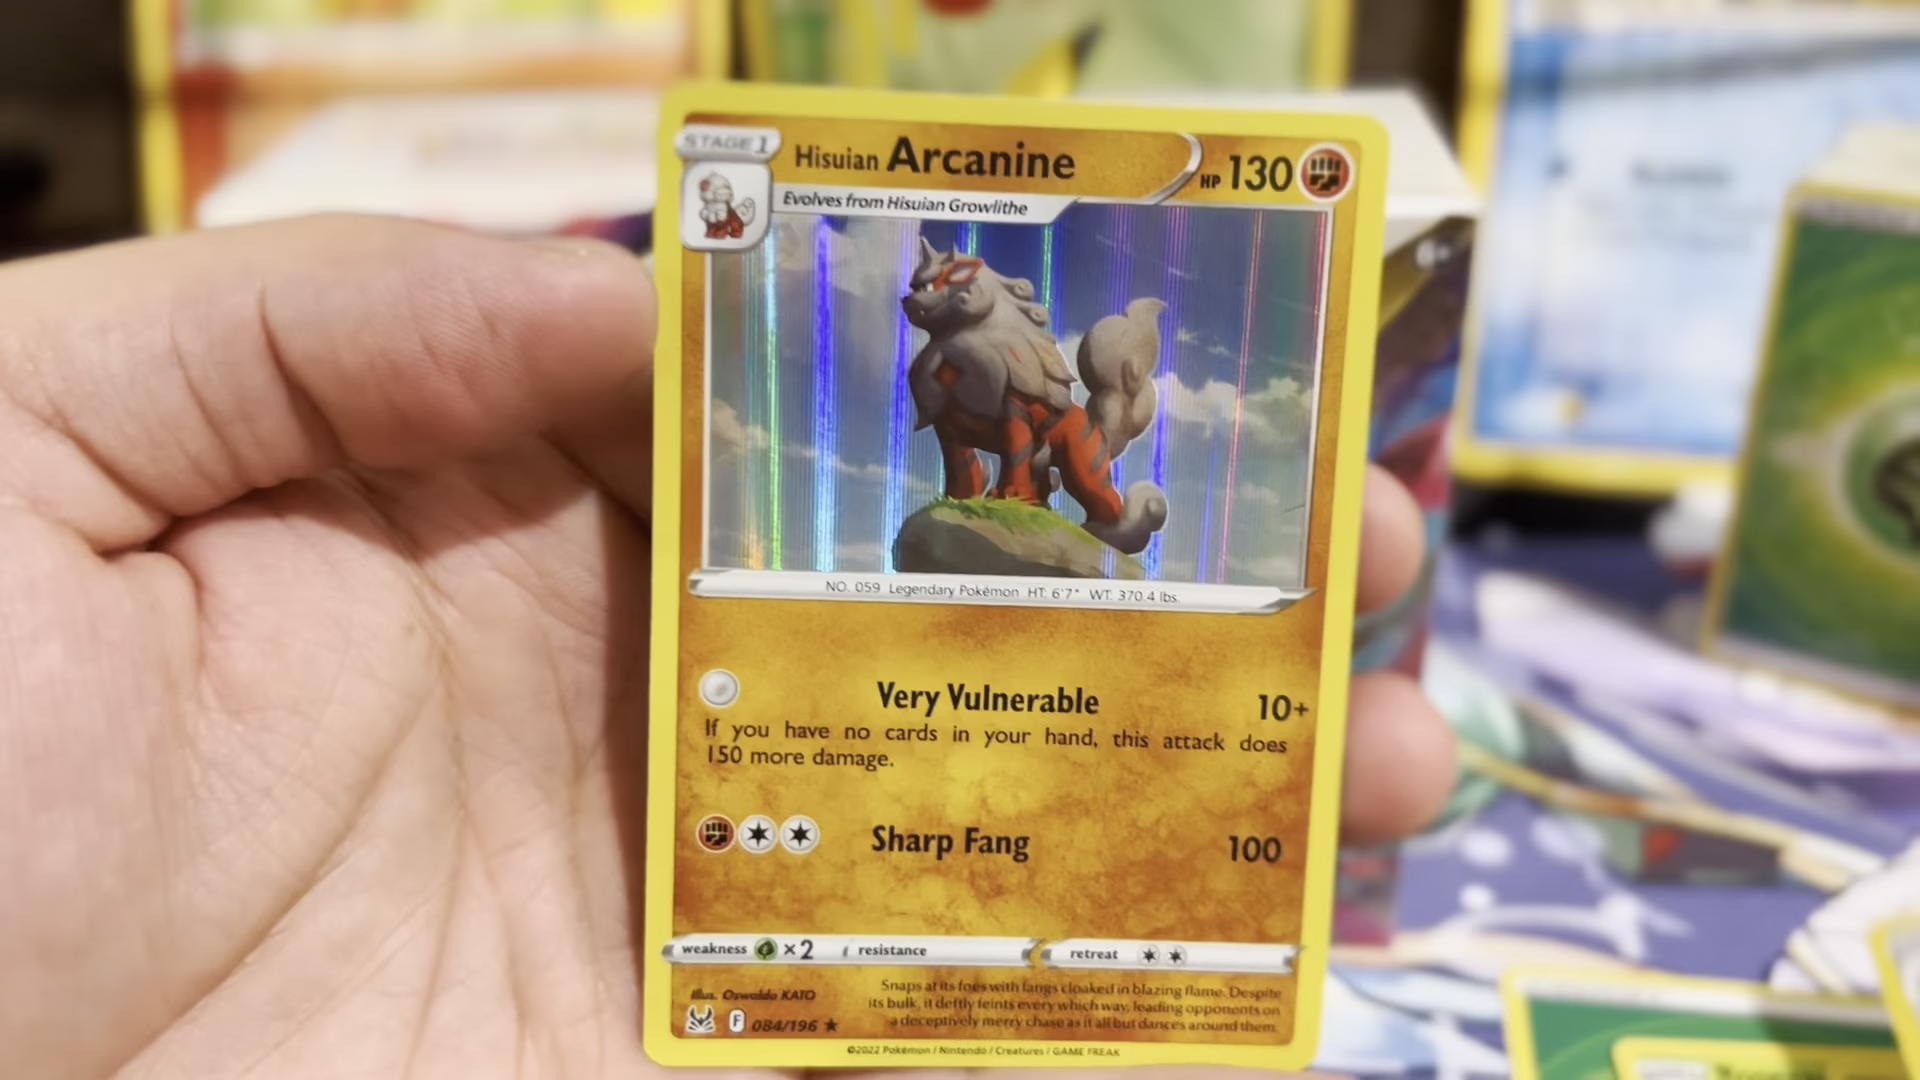 STAGE 1
Hisuian Arcanine
HP 130
Evolves from Hisuian Growlithe
NO. 059 Legendary Pokémon HT: 6'7" WT: 370.4 lbs.
Very Vulnerable 10+
If you have no cards in your hand, this attack does
150 more damage.
Sharp Fang 100
weakness ×2 resistance retreat
Illus. Oswaldo KATO
Snaps at its foes with fangs cloaked in blazing flame. Despite
its bulk, it deftly feints every which way, leading opponents on
a deceptively merry chase as it all but dances around them.
F 084/196 ★
©2022 Pokémon / Nintendo / Creatures / GAME FREAK
6+